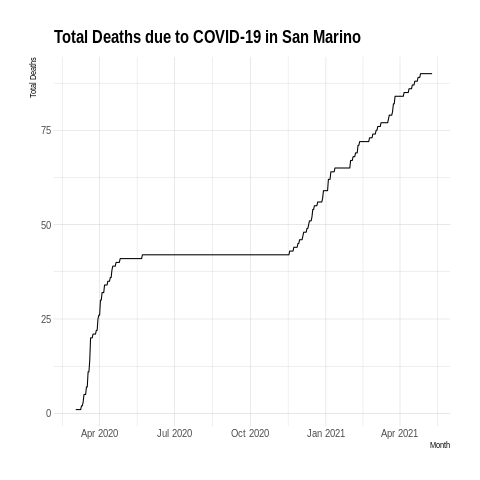 Total Deaths due to COVID-19 in San Marino
Total Deaths
75
50
25
0
Apr 2020 Jul 2020 Oct 2020 Jan 2021 Apr 2021
Month